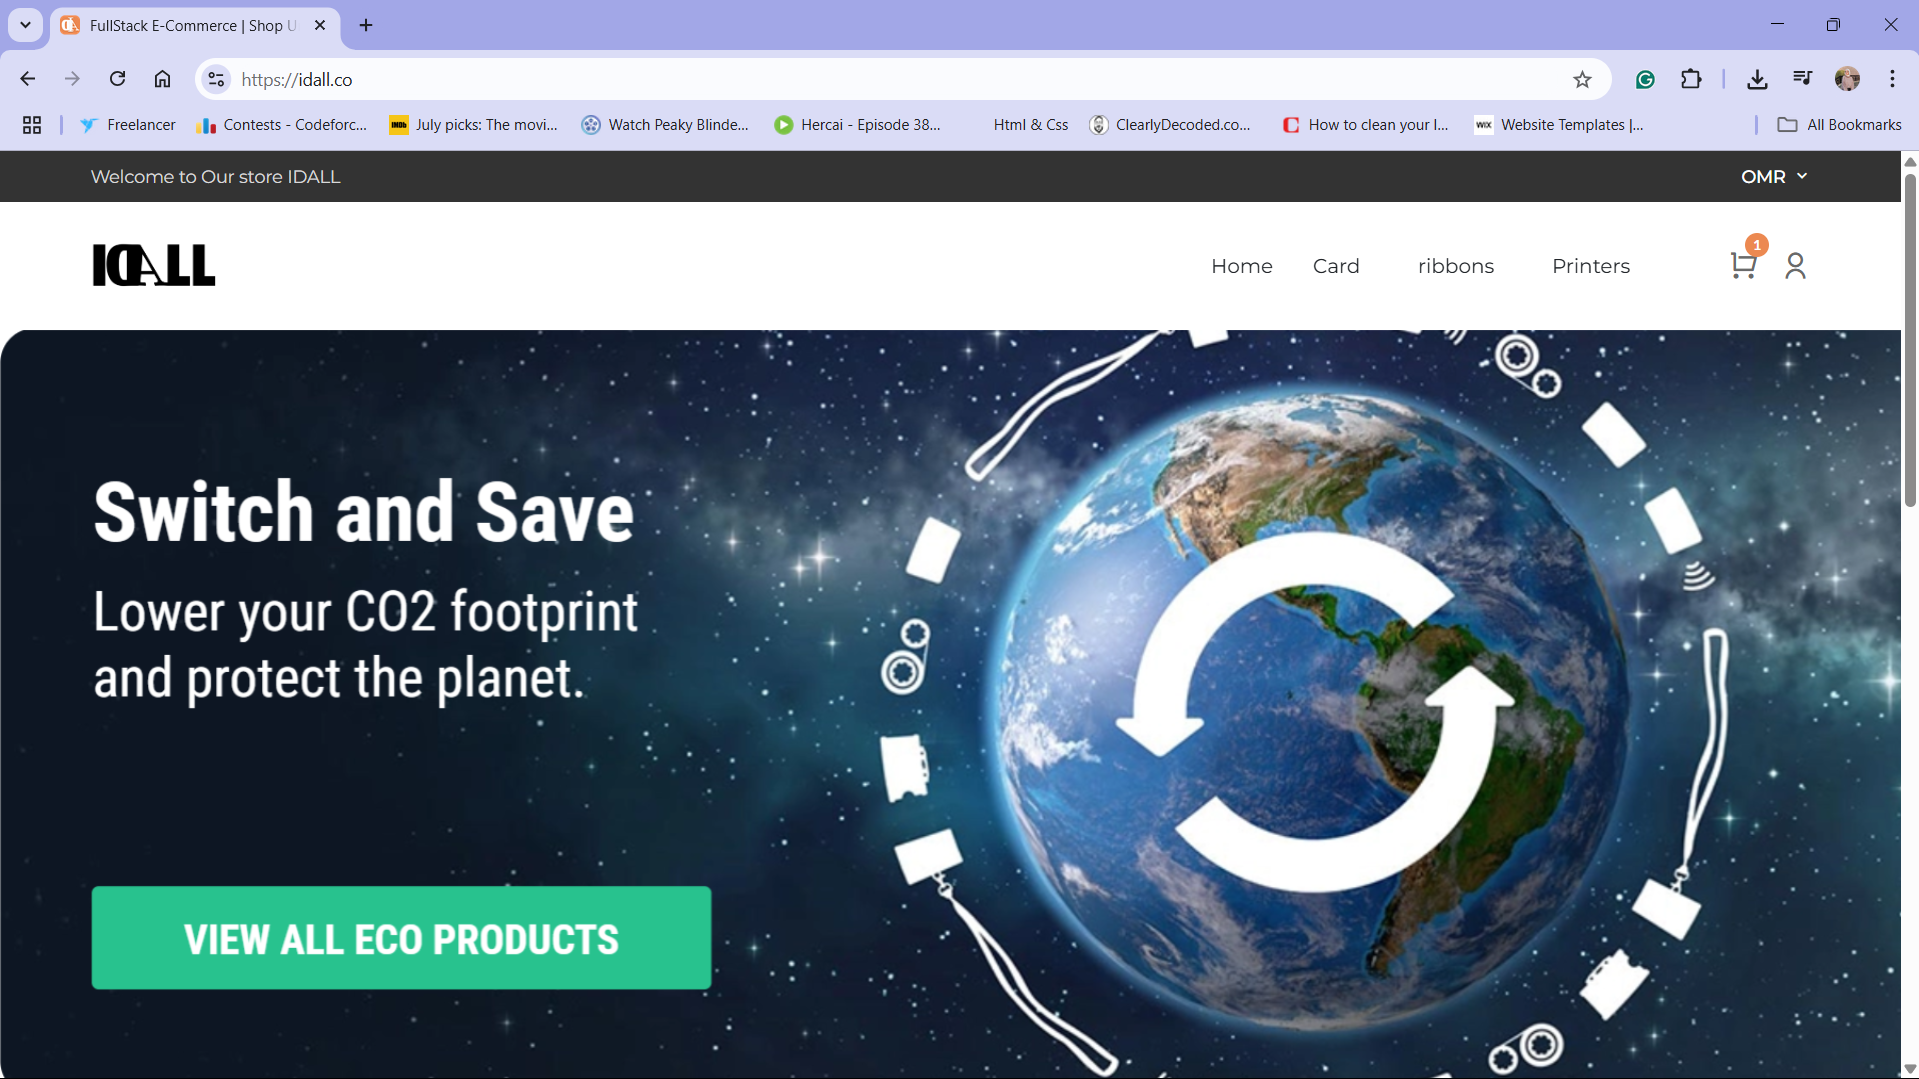 FullStack E-Commerce | Shop U
https://idall.co
Freelancer
Contests - Codeforc...
IMDb
July picks: The movi...
Watch Peaky Blinde...
Hercai - Episode 38...
Html & Css
ClearlyDecoded.co...
How to clean your l...
WIX
Website Templates |...
All Bookmarks
Welcome to Our store IDALL
OMR
IDALL
Home
Card
ribbons
Printers
1
Switch and Save
Lower your CO2 footprint
and protect the planet.
VIEW ALL ECO PRODUCTS